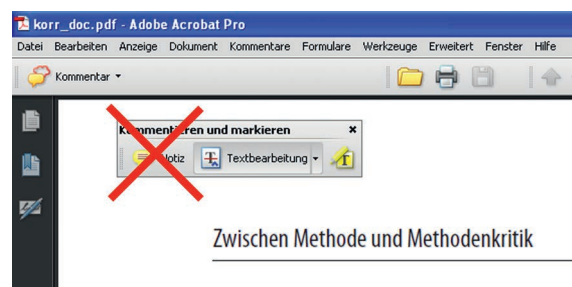 korr_doc.pdf - Adobe Acrobat Pro
Datei Bearbeiten Anzeige Dokument Kommentare Formulare Werkzeuge Erweitert Fenster Hilfe
Kommentar
Kommentieren und markieren
Notiz Textbearbeitung
Zwischen Methode und Methodenkritik